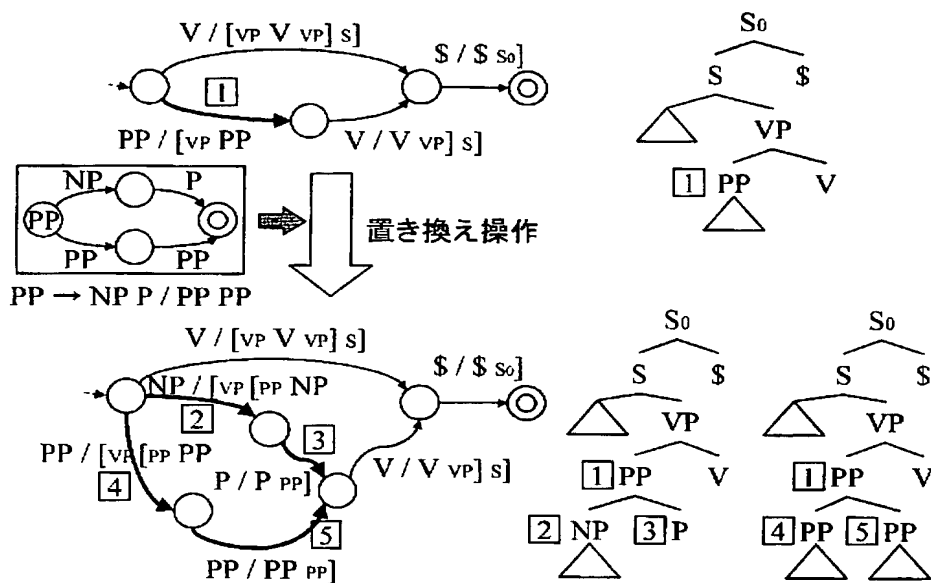 V / [VP V VP] S]
$ / $ S0]
1
PP / [VP PP
V / V VP] S]
S0
S $
VP
1 PP V
NP P
PP
PP PP
PP → NP P / PP PP
置き換え操作
V / [VP V VP] S]
$ / $ S0]
NP / [VP [PP NP
2
3
PP / [VP [PP PP
4
P / P PP]
V / V VP] S]
5
PP / PP PP]
S0
S $
VP
1 PP V
2 NP 3 P
S0
S $
VP
1 PP V
4 PP 5 PP